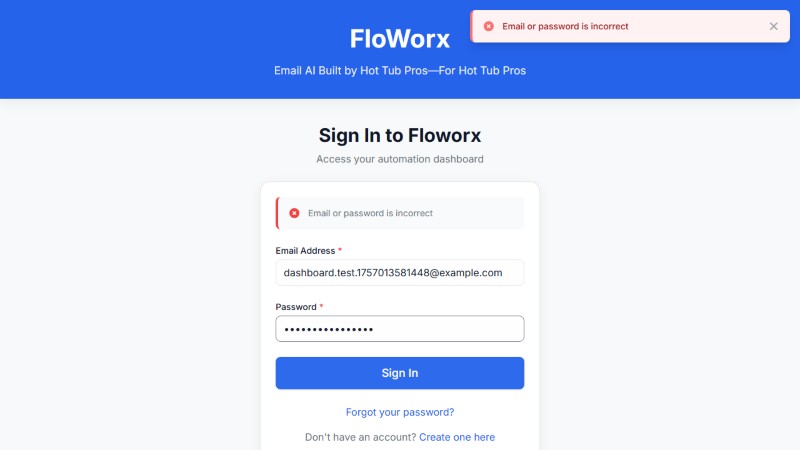 FloWorx
Email or password is incorrect
Email AI Built by Hot Tub Pros—For Hot Tub Pros
Sign In to Floworx
Access your automation dashboard
Email or password is incorrect
Email Address *
dashboard.test.1757013581448@example.com
Password *
••••••••••••••••
Sign In
Forgot your password?
Don't have an account? Create one here